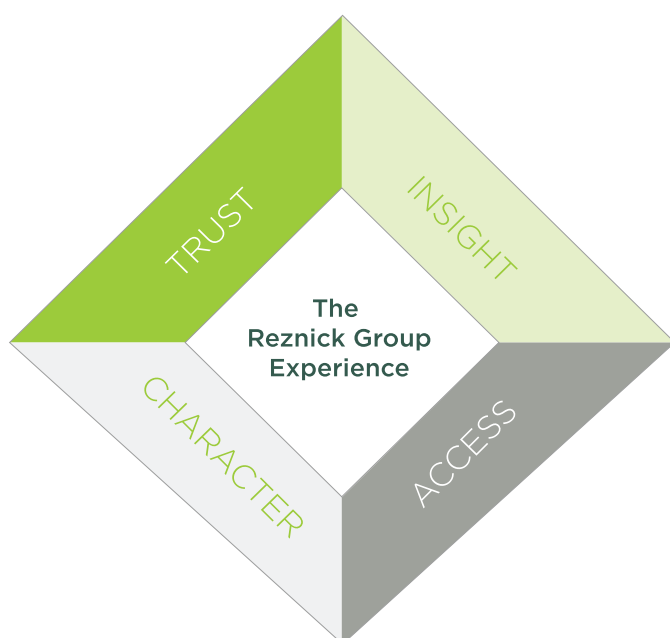 TRUST
INSIGHT
The
Reznick Group
Experience
CHARACTER
ACCESS